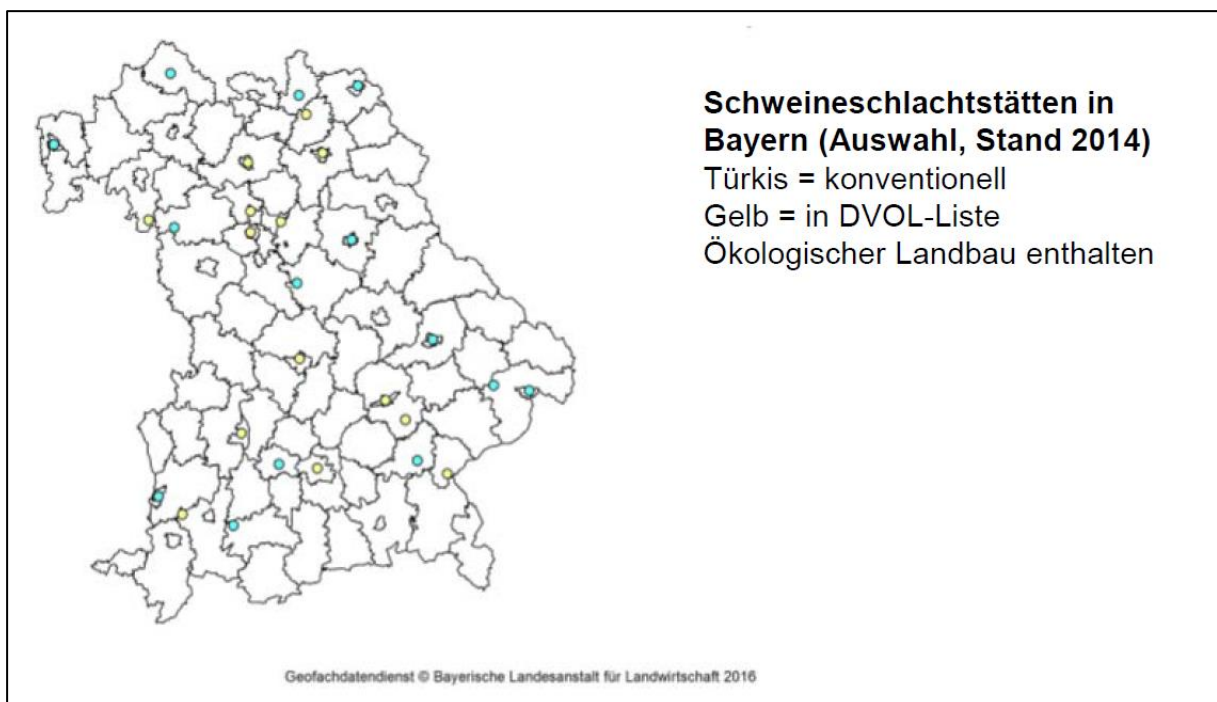 Schweineschlachtstätten in
Bayern (Auswahl, Stand 2014)
Türkis = konventionell
Gelb = in DVOL-Liste
Ökologischer Landbau enthalten
Geofachdatendienst © Bayerische Landesanstalt für Landwirtschaft 2016